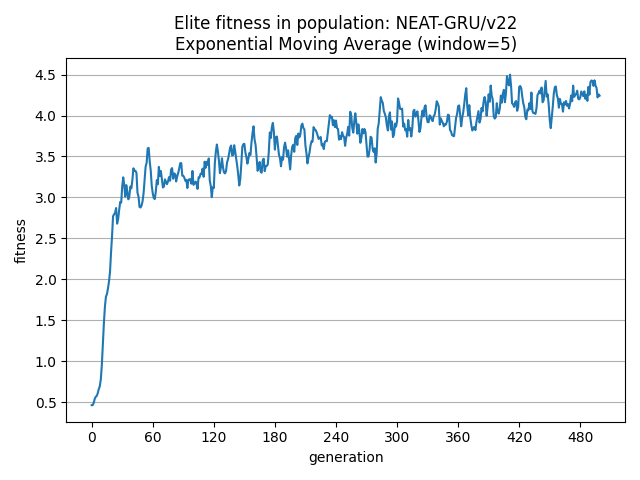 Elite fitness in population: NEAT-GRU/v22
Exponential Moving Average (window=5)
fitness
4.5
4.0
3.5
3.0
2.5
2.0
1.5
1.0
0.5
0 60 120 180 240 300 360 420 480
generation